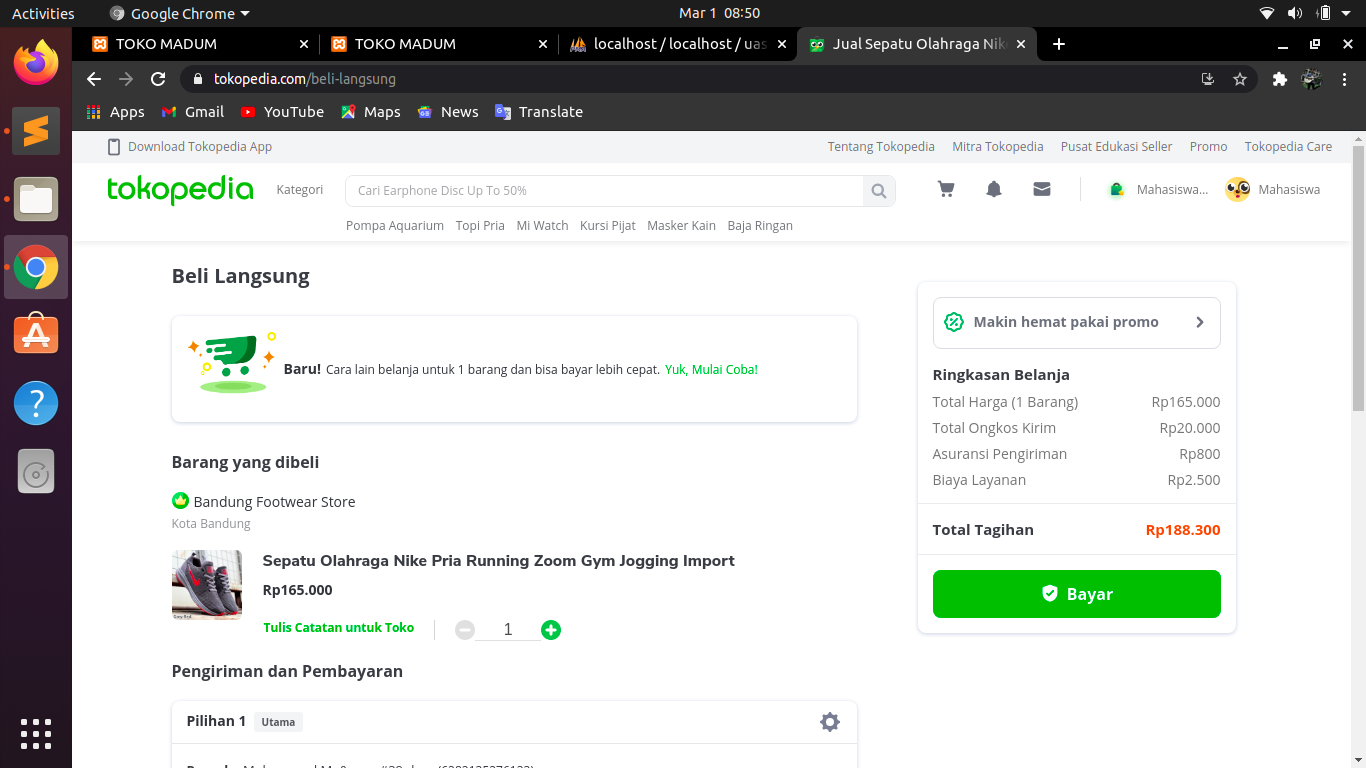 Activities
Google Chrome
Mar 1 08:50
TOKO MADUM
TOKO MADUM
localhost / localhost / uas
Jual Sepatu Olahraga Nik
tokopedia.com/beli-langsung
Apps
Gmail
YouTube
Maps
News
Translate
Download Tokopedia App
Tentang Tokopedia
Mitra Tokopedia
Pusat Edukasi Seller
Promo
Tokopedia Care
tokopedia
Kategori
Cari Earphone Disc Up To 50%
Mahasiswa...
Mahasiswa
Pompa Aquarium
Topi Pria
Mi Watch
Kursi Pijat
Masker Kain
Baja Ringan
Beli Langsung
Baru! Cara lain belanja untuk 1 barang dan bisa bayar lebih cepat. Yuk, Mulai Coba!
Barang yang dibeli
Bandung Footwear Store
Kota Bandung
Sepatu Olahraga Nike Pria Running Zoom Gym Jogging Import
Rp165.000
Tulis Catatan untuk Toko
1
Pengiriman dan Pembayaran
Pilihan 1
Utama
Makin hemat pakai promo
Ringkasan Belanja
Total Harga (1 Barang) Rp165.000
Total Ongkos Kirim Rp20.000
Asuransi Pengiriman Rp800
Biaya Layanan Rp2.500
Total Tagihan Rp188.300
Bayar